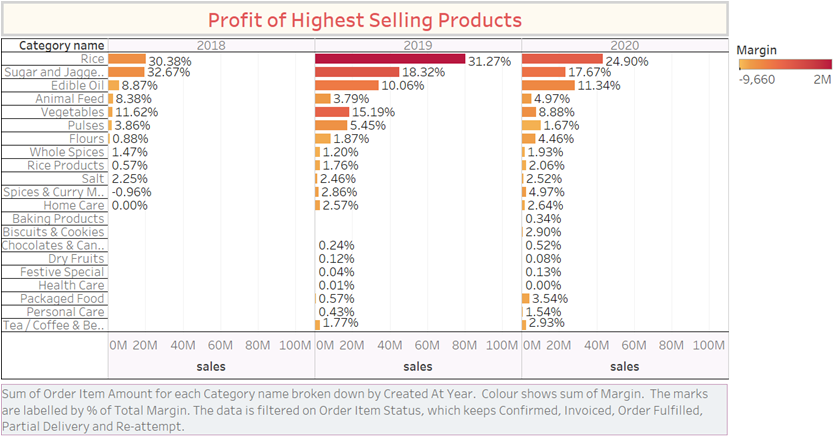 Profit of Highest Selling Products
Margin
-9,660 2M
Category name 2018 2019 2020
Rice 30.38% 31.27% 24.90%
Sugar and Jagge.. 32.67% 18.32% 17.67%
Edible Oil 8.87% 10.06% 11.34%
Animal Feed 8.38% 3.79% 4.97%
Vegetables 11.62% 15.19% 8.88%
Pulses 3.86% 5.45% 1.67%
Flours 0.88% 1.87% 4.46%
Whole Spices 1.47% 1.20% 1.93%
Rice Products 0.57% 1.76% 2.06%
Salt 2.25% 2.46% 2.52%
Spices & Curry M.. -0.96% 2.86% 4.97%
Home Care 0.00% 2.57% 2.64%
Baking Products 0.34%
Biscuits & Cookies 2.90%
Chocolates & Can.. 0.24% 0.52%
Dry Fruits 0.12% 0.08%
Festive Special 0.04% 0.13%
Health Care 0.01% 0.00%
Packaged Food 0.57% 3.54%
Personal Care 0.43% 1.54%
Tea / Coffee & Be.. 1.77% 2.93%
0M 20M 40M 60M 80M 100M 0M 20M 40M 60M 80M 100M 0M 20M 40M 60M 80M 100M
sales sales sales
Sum of Order Item Amount for each Category name broken down by Created At Year. Colour shows sum of Margin. The marks
are labelled by % of Total Margin. The data is filtered on Order Item Status, which keeps Confirmed, Invoiced, Order Fulfilled,
Partial Delivery and Re-attempt.